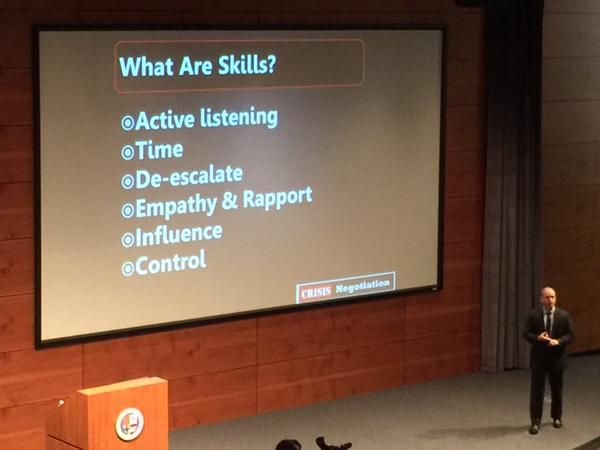 What Are Skills?
Active listening
Time
De-escalate
Empathy & Rapport
Influence
Control
CRISIS Negotiation